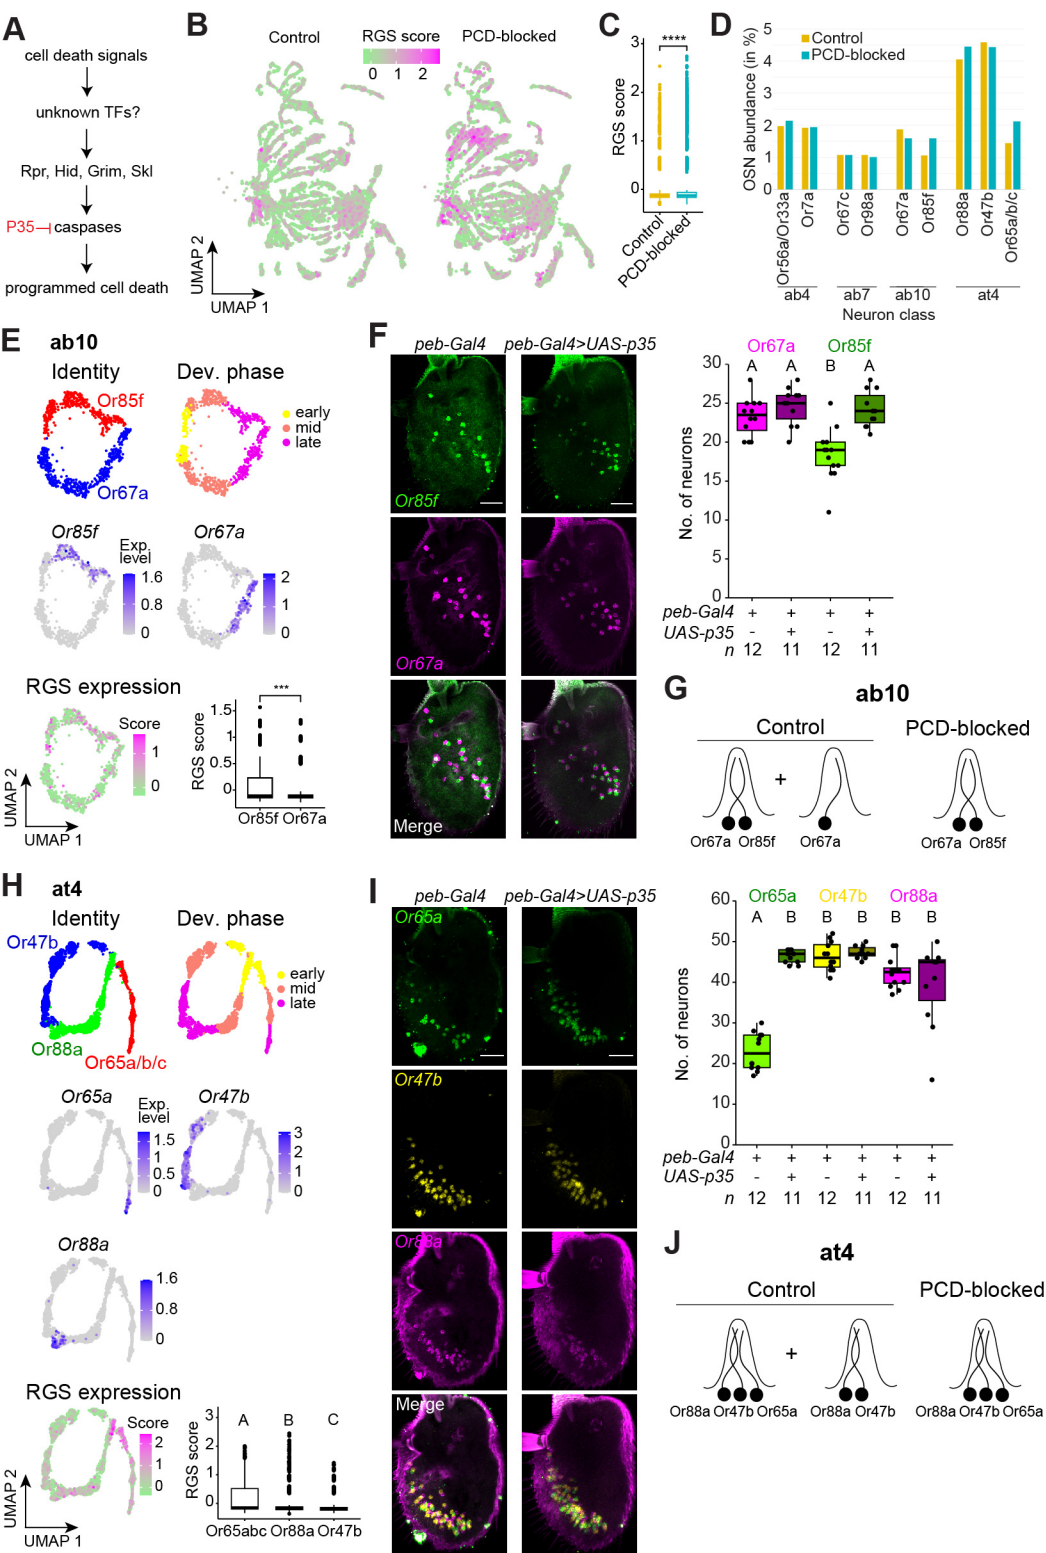 A
cell death signals
unknown TFs?
Rpr, Hid, Grim, Skl
P35
caspases
programmed cell death
B
Control
RGS score
0 1 2
PCD-blocked
UMAP 2
UMAP 1
C
****
RGS score
3
2
1
0
Control
PCD-blocked
D
OSN abundance (in %)
5
4
3
2
1
0
Control
PCD-blocked
Or56a/Or33a
Or7a
Or67c
Or98a
Or67a
Or85f
Or88a
Or47b
Or65a/b/c
ab4 ab7 ab10 at4
Neuron class
E
ab10
Identity
Or85f
Or67a
Dev. phase
early
mid
late
Or85f
Exp.
level
1.6
0.8
0
Or67a
2
1
0
RGS expression
Score
1
0
UMAP 2
UMAP 1
RGS score
***
1.5
1
0.5
0
Or85f Or67a
F
peb-Gal4 peb-Gal4>UAS-p35
Or85f
Or67a
Merge
No. of neurons
30
25
20
15
10
5
0
Or67a Or85f
A A B A
peb-Gal4 + + + +
UAS-p35 - + - +
n 12 11 12 11
G
ab10
Control PCD-blocked
+
Or67a Or85f Or67a Or67a Or85f
H
at4
Identity
Or47b
Or88a
Or65a/b/c
Dev. phase
early
mid
late
Or65a
Exp.
level
1.5
1
0.5
0
Or47b
3
2
1
0
Or88a
1.6
0.8
0
RGS expression
Score
2
1
0
UMAP 2
UMAP 1
RGS score
3
2
1
0
A B C
Or65abc Or88a Or47b
I
peb-Gal4 peb-Gal4>UAS-p35
Or65a
Or47b
Or88a
Merge
No. of neurons
60
50
40
30
20
10
0
Or65a Or47b Or88a
A B B B B B
peb-Gal4 + + + + + +
UAS-p35 - + - + - +
n 12 11 12 11 12 11
J
at4
Control PCD-blocked
+
Or88a Or47b Or65a Or88a Or47b Or88a Or47b Or65a